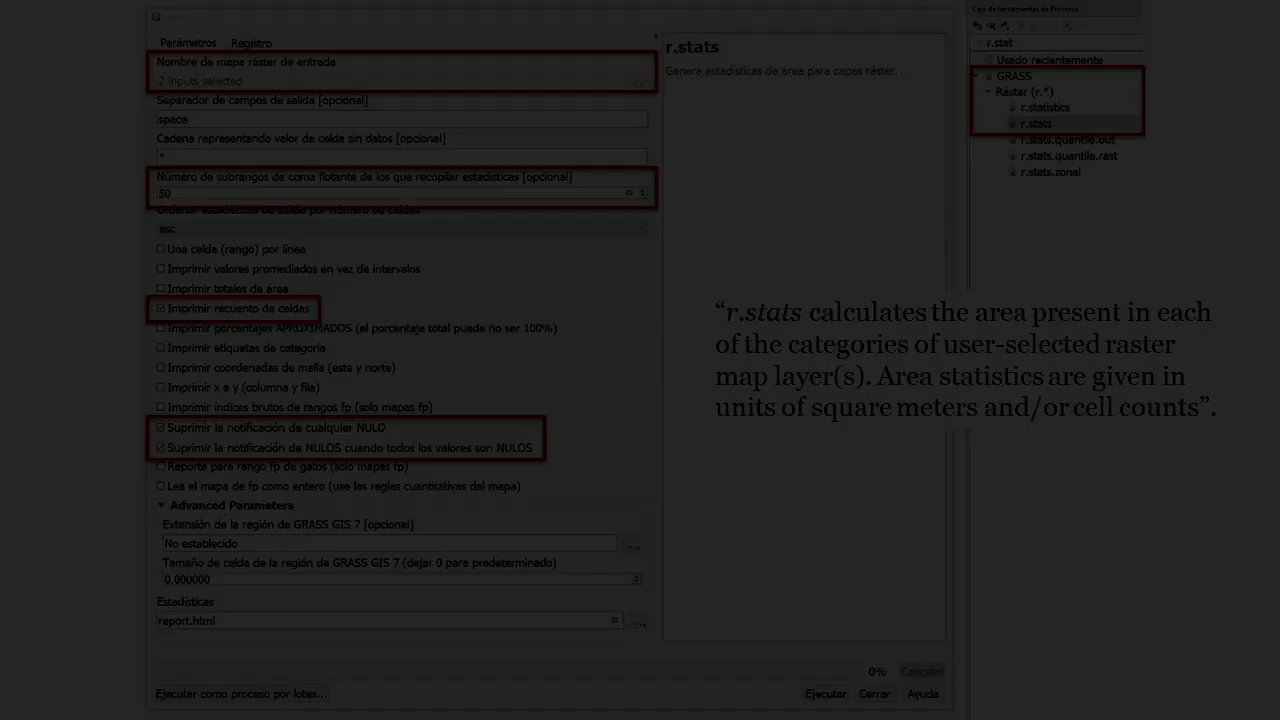 Parámetros Registro
Nombre de mapa ráster de entrada
2 inputs selected
Separador de campos de salida [opcional]
space
Cadena representando valor de celda sin datos [opcional]
*
Número de subrangos de coma flotante de los que recopilar estadísticas [opcional]
50
Ordenar estadísticas de salida por número de celdas
asc
Una celda (rango) por línea
Imprimir valores promediados en vez de intervalos
Imprimir totales de área
Imprimir recuento de celdas
Imprimir porcentajes APROXIMADOS (el porcentaje total puede no ser 100%)
Imprimir etiquetas de categoría
Imprimir coordenadas de malla (este y norte)
Imprimir x e y (columna y fila)
Imprimir índices brutos de rangos fp (solo mapas fp)
Suprimir la notificación de cualquier NULO
Suprimir la notificación de NULOS cuando todos los valores son NULOS
Reporte para rango fp de gatos (solo mapas fp)
Lea el mapa de fp como entero (use las reglas cuantitativas del mapa)
Advanced Parameters
Extensión de la región de GRASS GIS 7 [opcional]
No establecido
...
Tamaño de celda de la región de GRASS GIS 7 (dejar 0 para predeterminado)
0.000000
Estadísticas
report.html
...
0% Cancelar
Ejecutar como proceso por lotes... Ejecutar Cerrar Ayuda
r.stats
Genera estadísticas de área para capas ráster.
“r.stats calculates the area present in each
of the categories of user-selected raster
map layer(s). Area statistics are given in
units of square meters and/or cell counts”.
Caja de herramientas de Procesos
r.stat
Usado recientemente
GRASS
Ráster (r.*)
r.statistics
r.stats
r.stats.quantile.out
r.stats.quantile.rast
r.stats.zonal